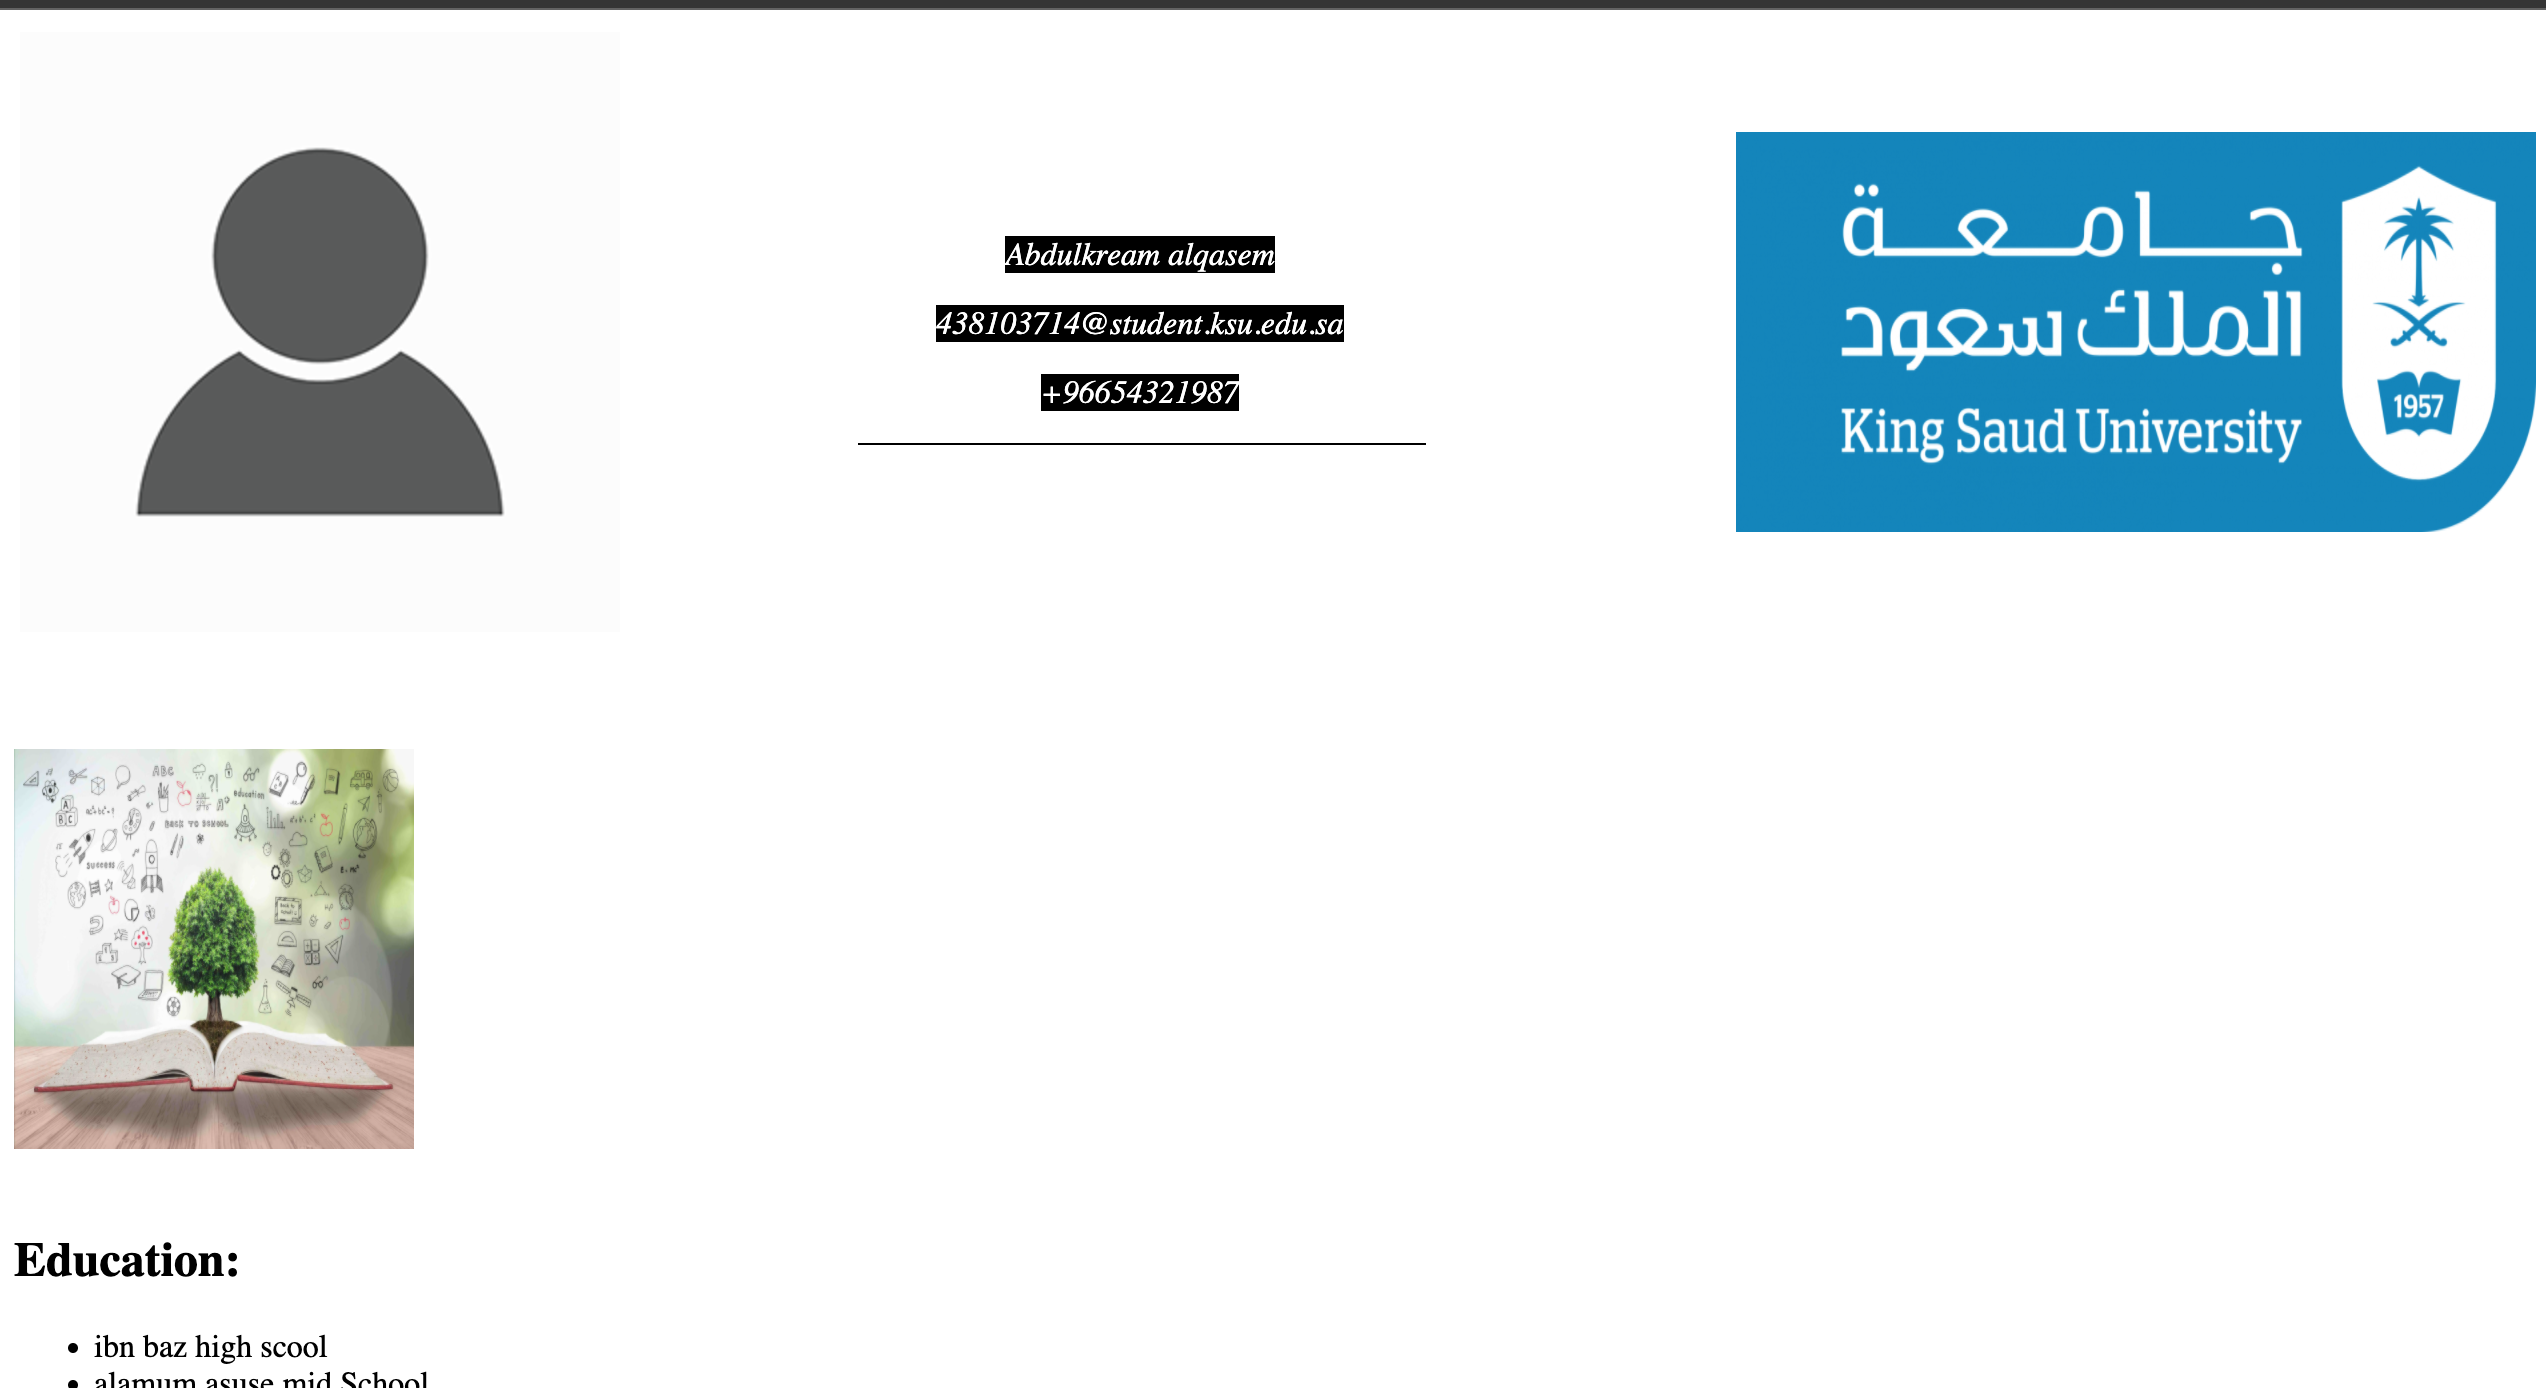 Abdulkream alqasem
438103714@student.ksu.edu.sa
+96654321987
جامعة
الملك سعود
King Saud University
1957
ABC
education
BACK TO SCHOOL
success
Education:
ibn baz high scool
alamum asuse mid School